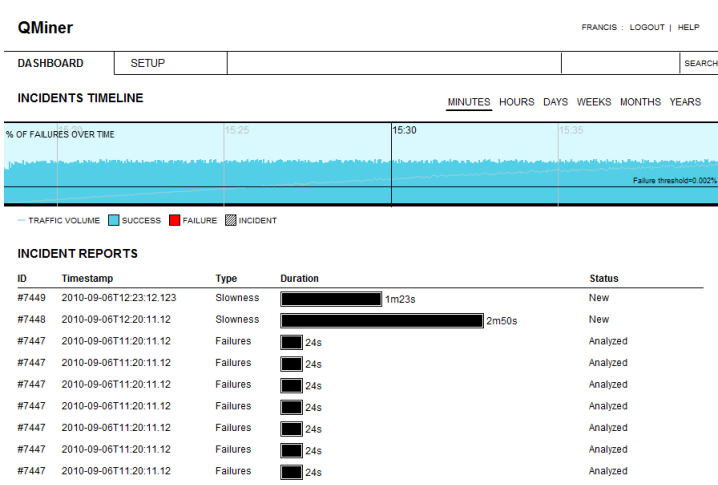 QMiner
FRANCIS : LOGOUT | HELP
DASHBOARD SETUP SEARCH
INCIDENTS TIMELINE
MINUTES HOURS DAYS WEEKS MONTHS YEARS
15:20 15:25 15:30 15:35
% OF FAILURES OVER TIME
Failure threshold=0.002%
TRAFFIC VOLUME SUCCESS FAILURE INCIDENT
INCIDENT REPORTS
ID Timestamp Type Duration Status
#7449 2010-09-06T12:23:12.123 Slowness 1m23s New
#7448 2010-09-06T12:20:11.12 Slowness 2m50s New
#7447 2010-09-06T11:20:11.12 Failures 24s Analyzed
#7447 2010-09-06T11:20:11.12 Failures 24s Analyzed
#7447 2010-09-06T11:20:11.12 Failures 24s Analyzed
#7447 2010-09-06T11:20:11.12 Failures 24s Analyzed
#7447 2010-09-06T11:20:11.12 Failures 24s Analyzed
#7447 2010-09-06T11:20:11.12 Failures 24s Analyzed
#7447 2010-09-06T11:20:11.12 Failures 24s Analyzed